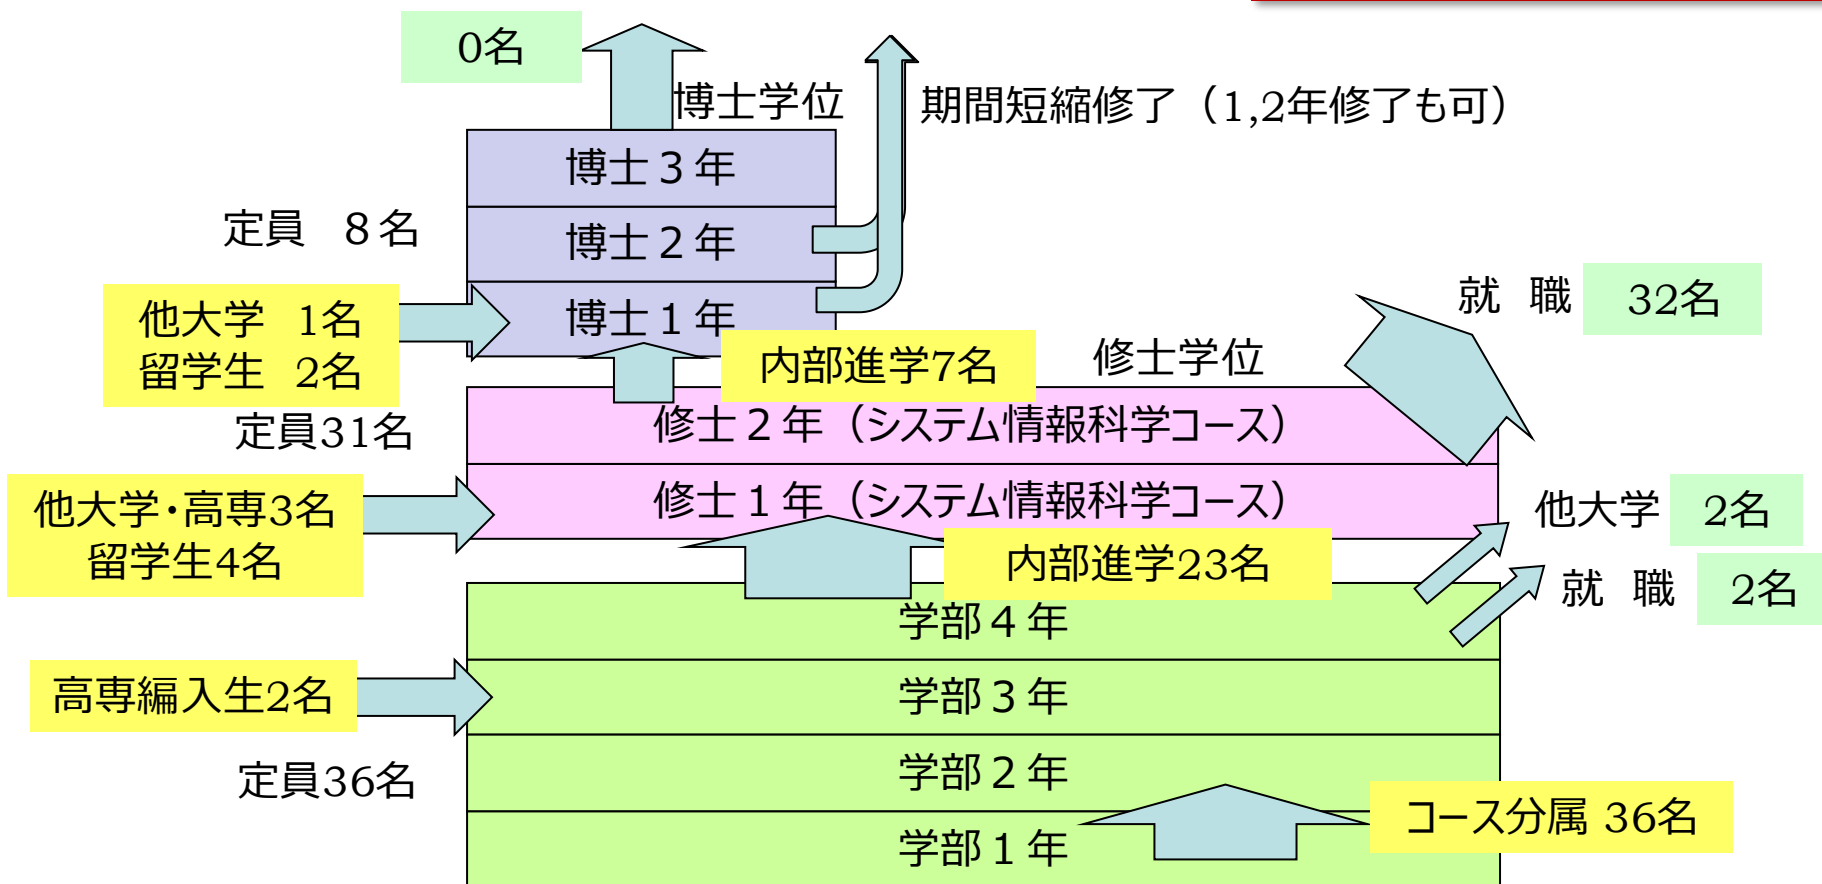 0名
博士学位
期間短縮修了（1,2年修了も可）
博士３年
定員　８名
博士２年
博士１年
他大学　1名
留学生　2名
就　職
32名
内部進学7名
修士学位
定員31名
修士２年（システム情報科学コース）
修士１年（システム情報科学コース）
他大学・高専3名
留学生4名
他大学
2名
内部進学23名
就　職
2名
学部４年
高専編入生2名
学部３年
定員36名
学部２年
コース分属 36名
学部１年